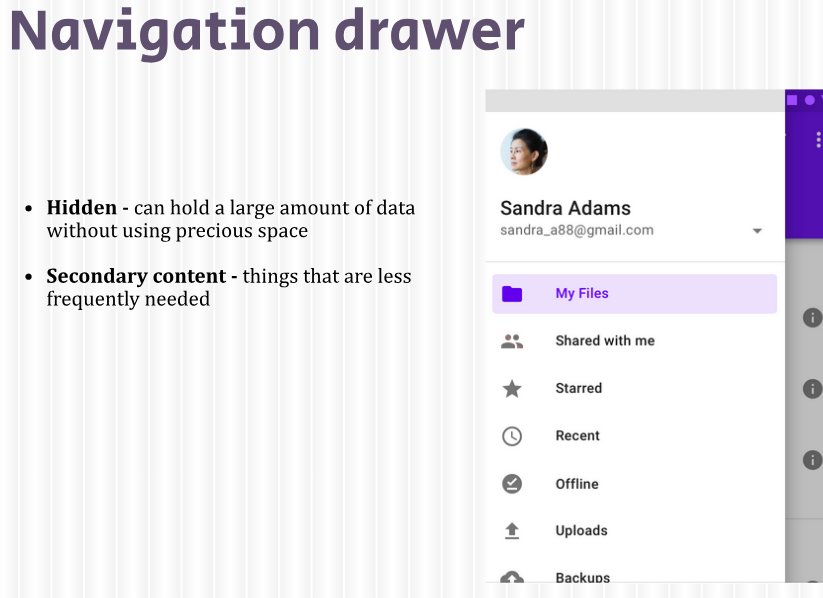 Navigation drawer
• Hidden - can hold a large amount of data
without using precious space
• Secondary content - things that are less
frequently needed
Sandra Adams
sandra_a88@gmail.com
My Files
Shared with me
Starred
Recent
Offline
Uploads
Backups